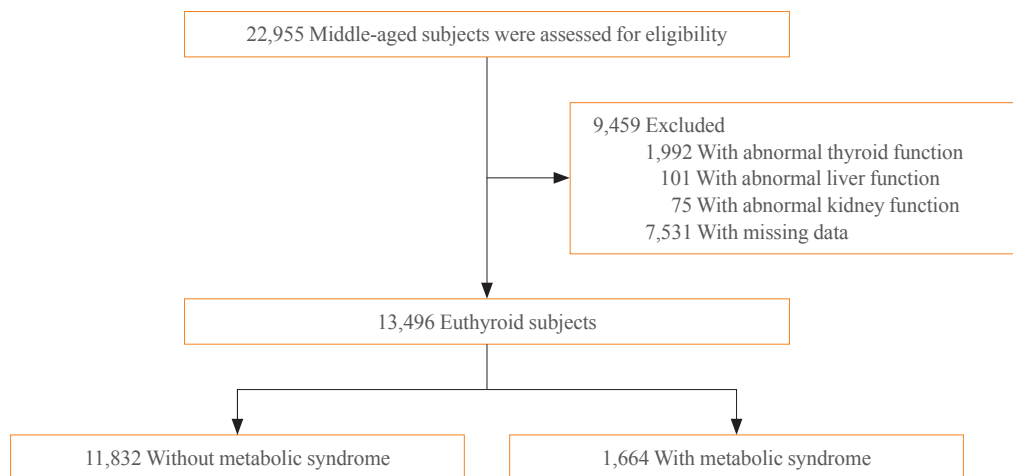 22,955 Middle-aged subjects were assessed for eligibility
9,459 Excluded
1,992 With abnormal thyroid function
101 With abnormal liver function
75 With abnormal kidney function
7,531 With missing data
13,496 Euthyroid subjects
11,832 Without metabolic syndrome
1,664 With metabolic syndrome